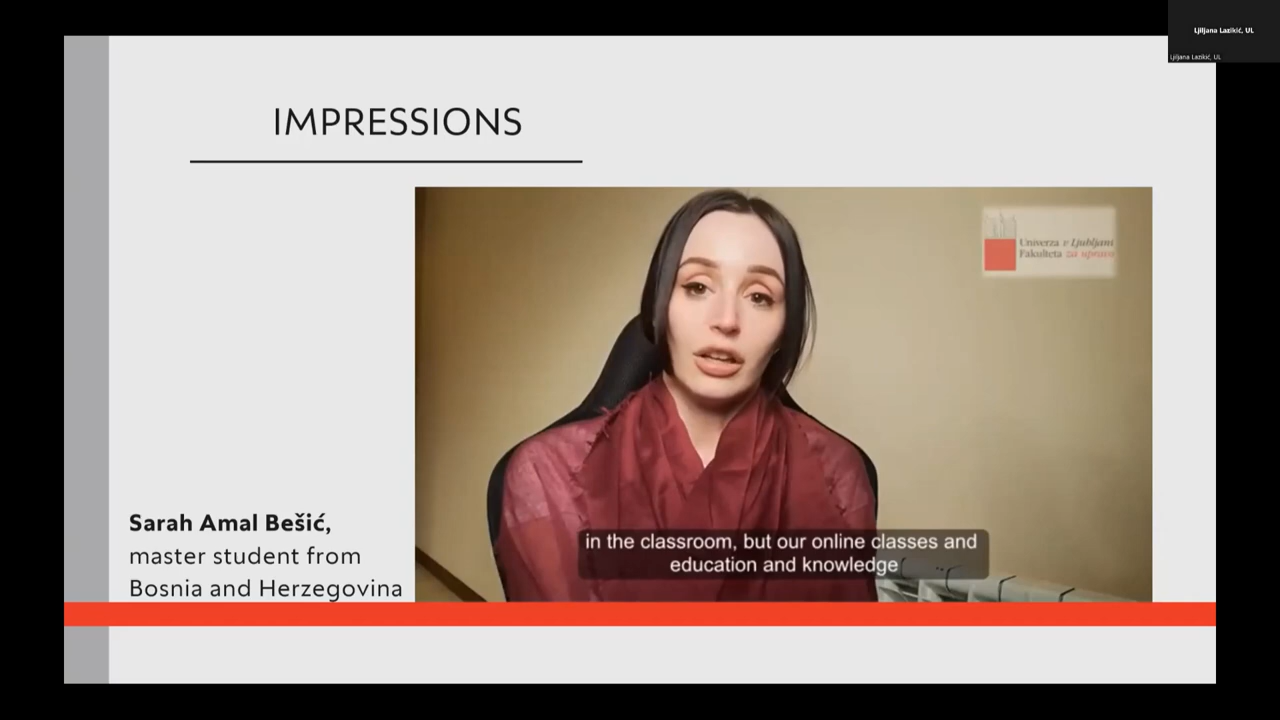 Ljiljana Lazikić, UL
Ljiljana Lazikić, UL
IMPRESSIONS
Univerza v Ljubljani
Fakulteta za upravo
Sarah Amal Bešić,
master student from
Bosnia and Herzegovina
in the classroom, but our online classes and
education and knowledge